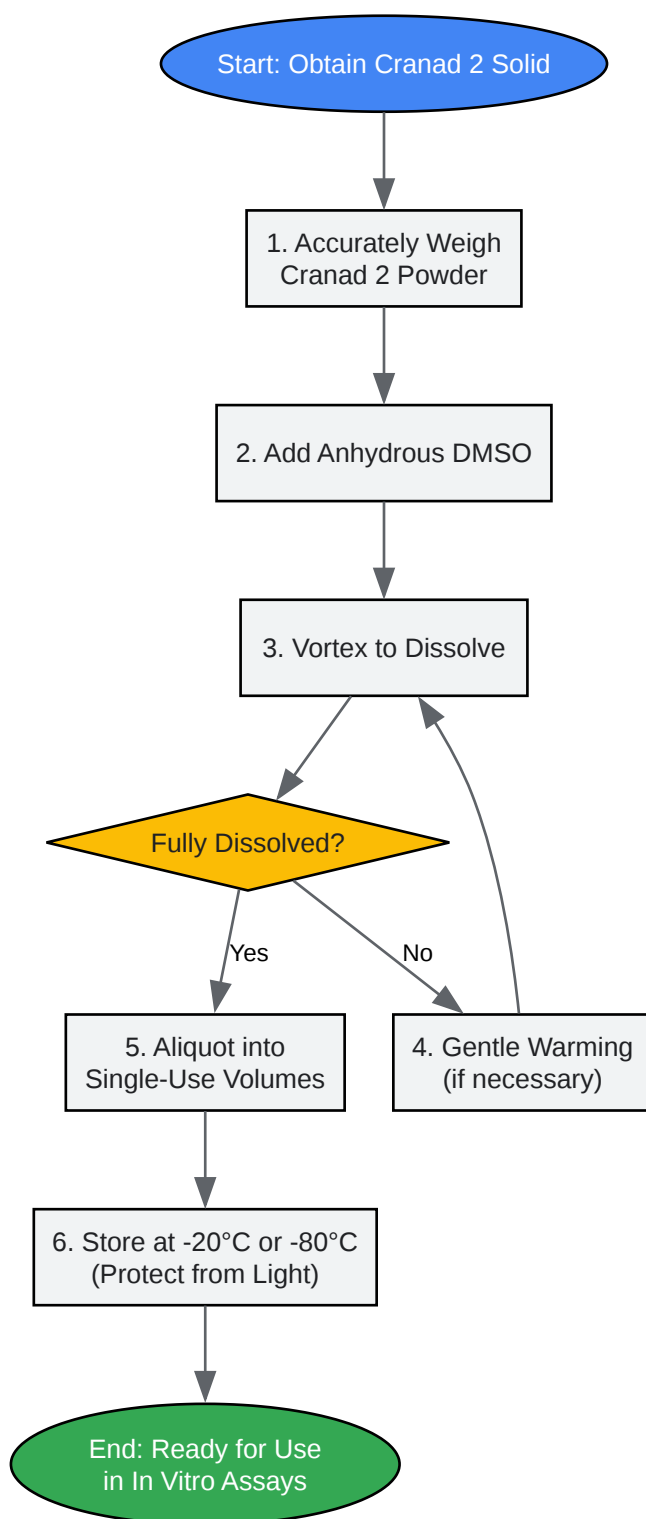 Start: Obtain Cranad 2 Solid
1. Accurately Weigh
Cranad 2 Powder
2. Add Anhydrous DMSO
3. Vortex to Dissolve
Fully Dissolved?
Yes
No
5. Aliquot into
Single-Use Volumes
4. Gentle Warming
(if necessary)
6. Store at -20°C or -80°C
(Protect from Light)
End: Ready for Use
in In Vitro Assays